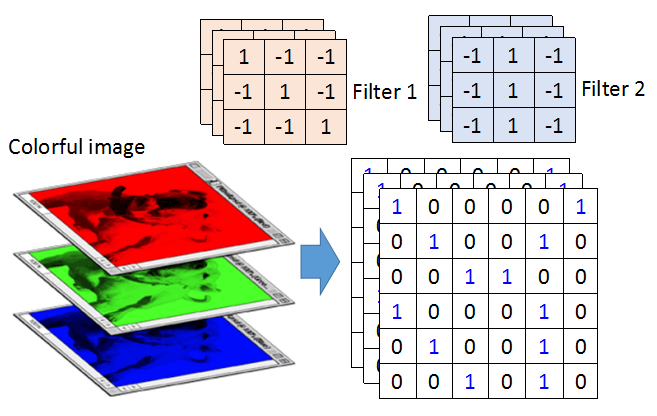 1 -1 -1
-1 1 -1
-1 -1 1
Filter 1
-1 1 -1
-1 1 -1
-1 1 -1
Filter 2
Colorful image
1 0 0 0 0 1
0 1 0 0 1 0
0 0 1 1 0 0
1 0 0 0 1 0
0 1 0 0 1 0
0 0 1 0 1 0